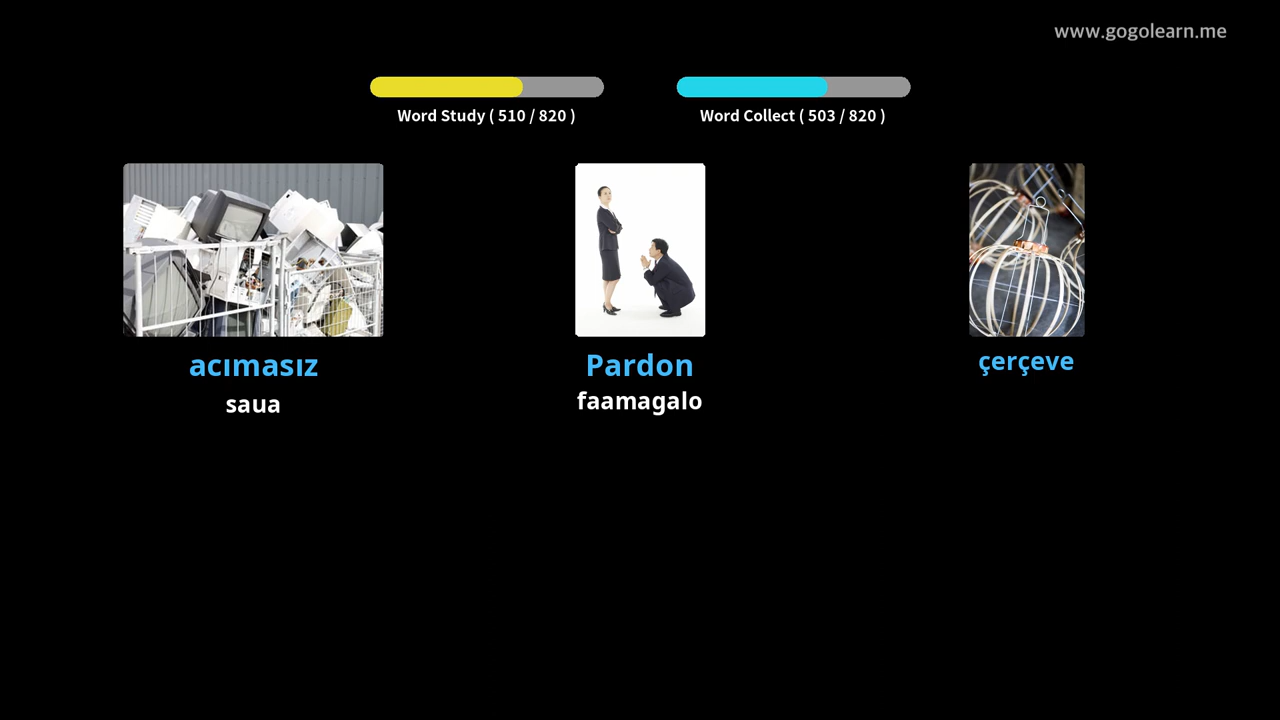 www.gogolearn.me
Word Study ( 510 / 820 )
Word Collect ( 503 / 820 )
acımasız
saua
Pardon
faamagalo
çerçeve